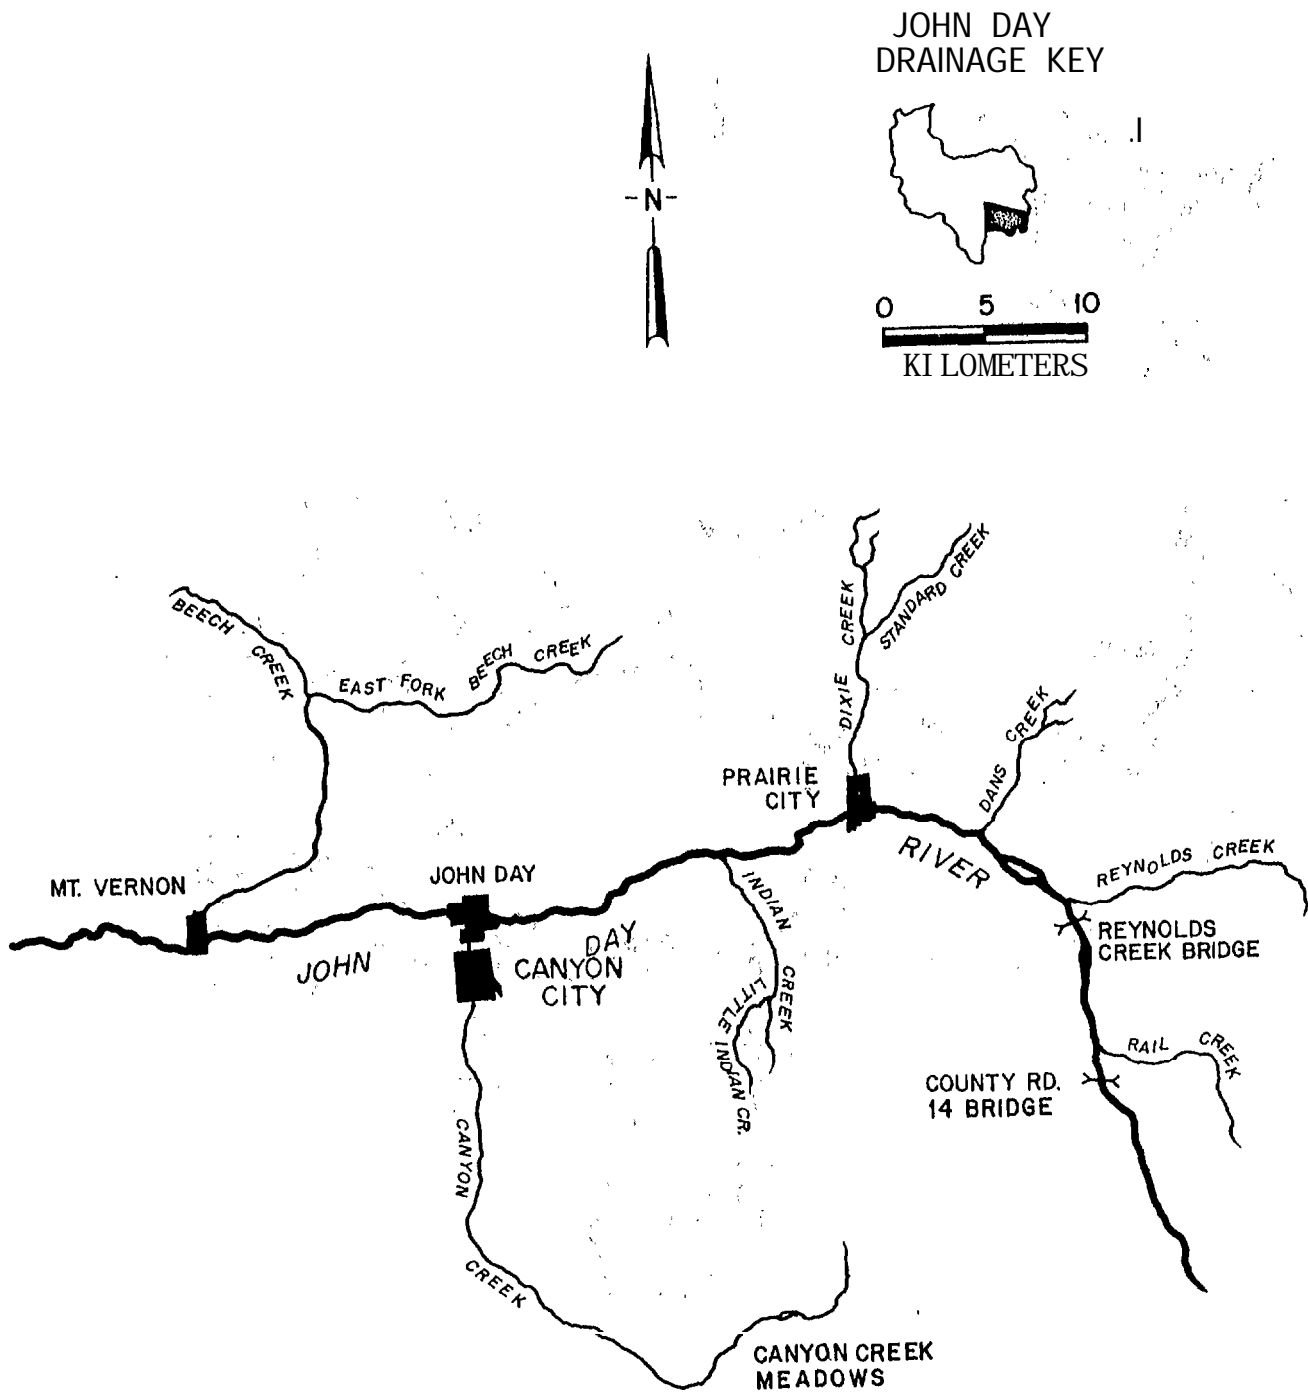 JOHN DAY
DRAINAGE KEY
N
0 5 10
KILOMETERS
BEECH CREEK
EAST FORK BEECH CREEK
DIXIE CREEK
STANDARD CREEK
DANS CREEK
PRAIRIE
CITY
RIVER
REYNOLDS CREEK
MT. VERNON
JOHN DAY
INDIAN CREEK
REYNOLDS
CREEK BRIDGE
JOHN
DAY
CANYON
CITY
LITTLE INDIAN CR.
RAIL CREEK
COUNTY RD.
14 BRIDGE
CANYON CREEK
CANYON CREEK
MEADOWS